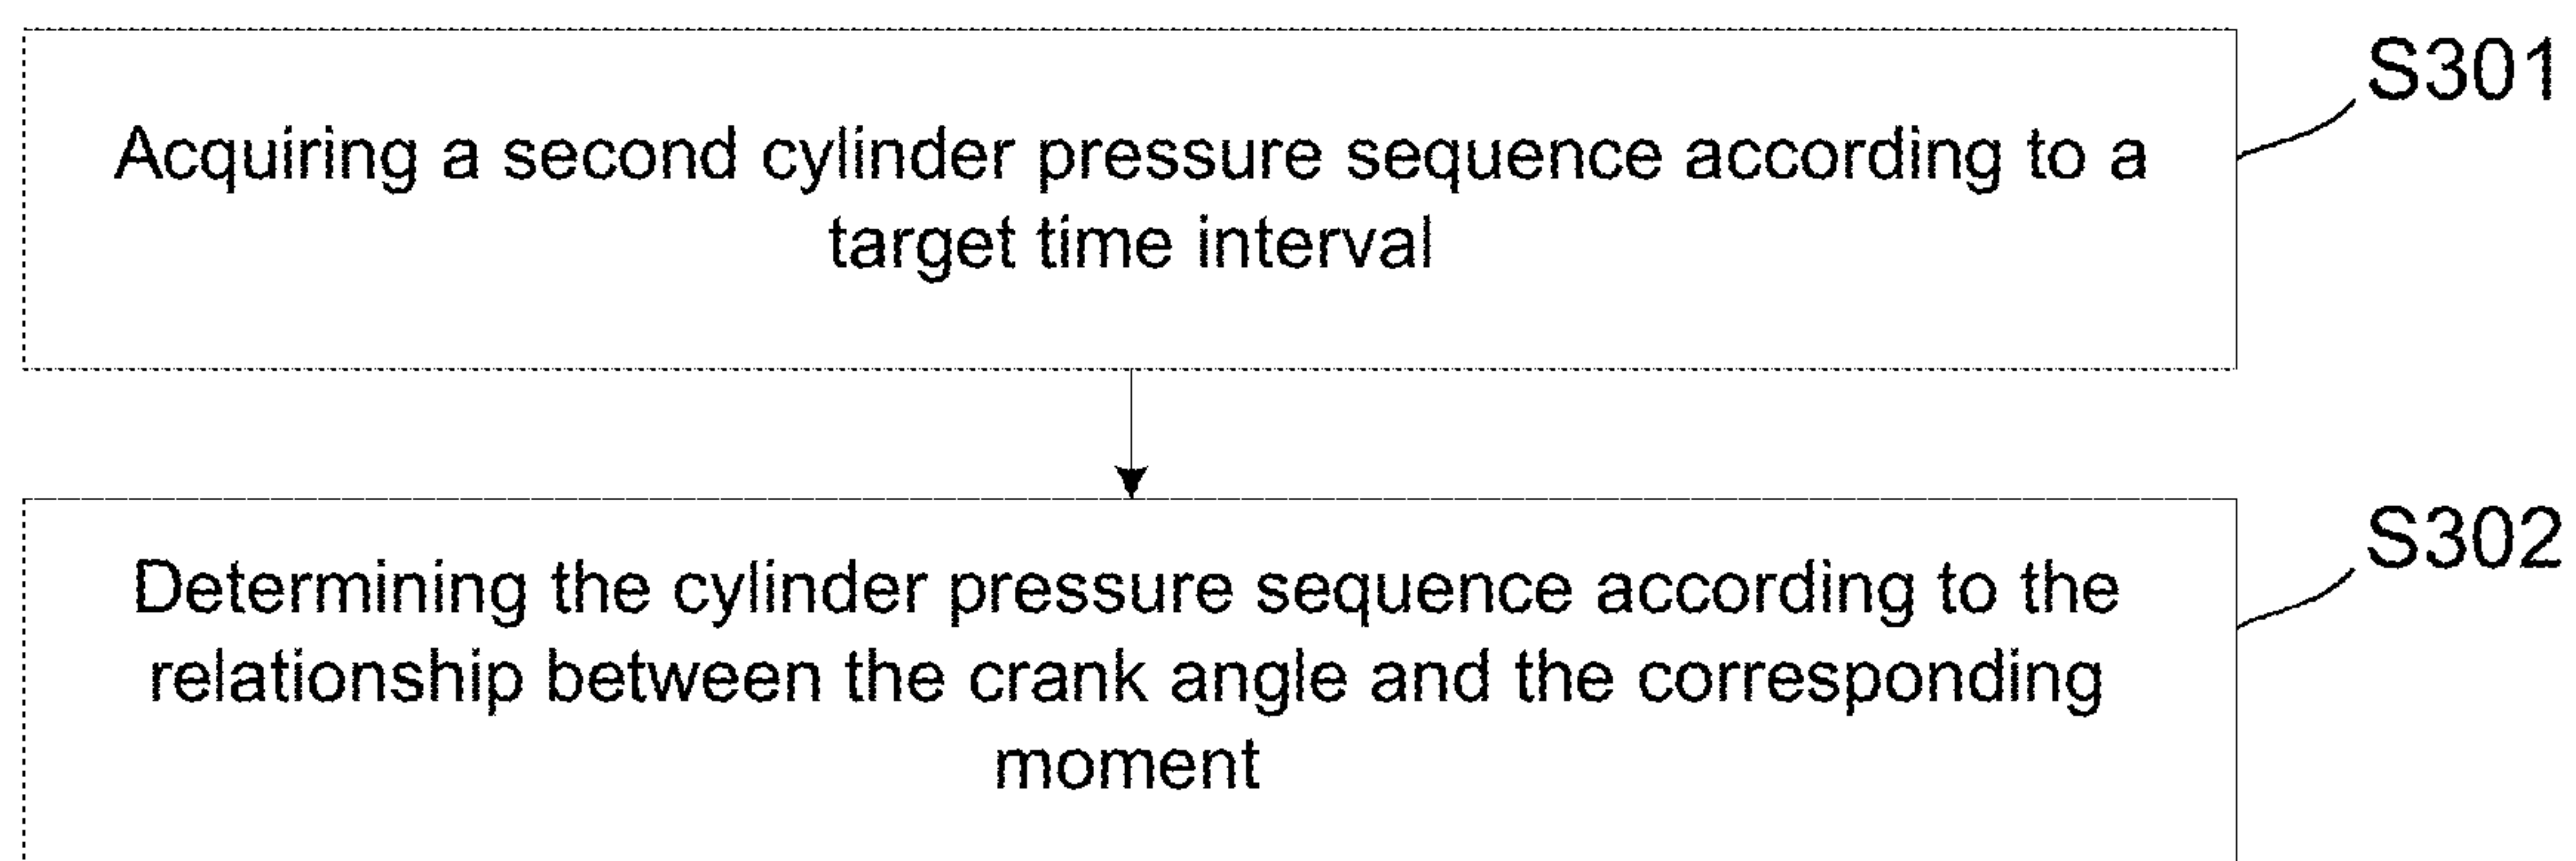 S301
Acquiring a second cylinder pressure sequence according to a
target time interval
S302
Determining the cylinder pressure sequence according to the
relationship between the crank angle and the corresponding
moment